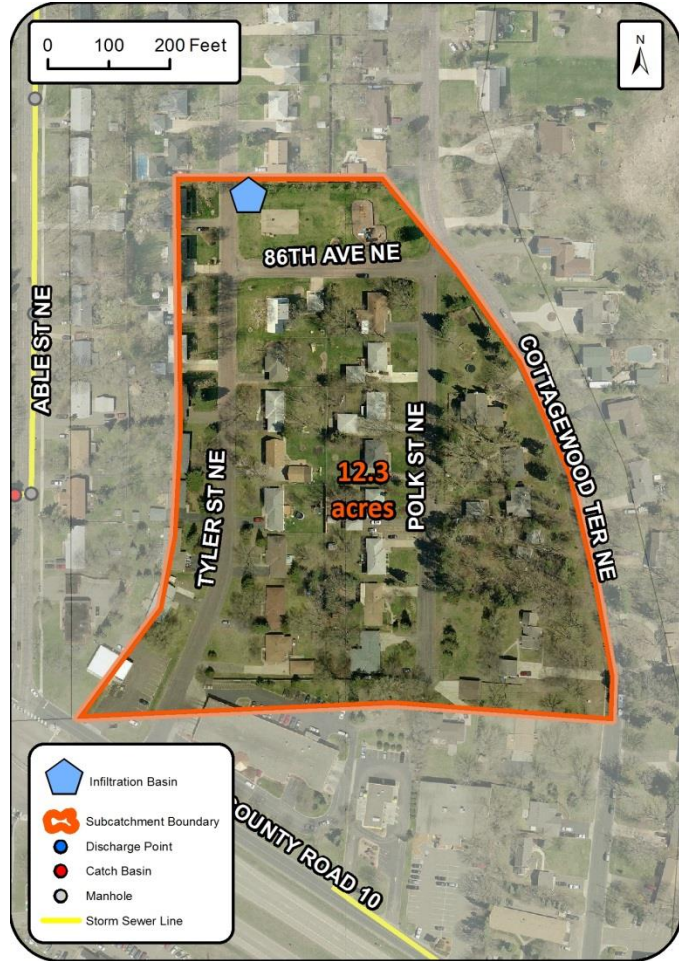 0 100 200 Feet
N
86TH AVE NE
ABLE ST NE
COTTAGEWOOD TER NE
POLK ST NE
TYLER ST NE
12.3
acres
COUNTY ROAD 10
Infiltration Basin
Subcatchment Boundary
Discharge Point
Catch Basin
Manhole
Storm Sewer Line